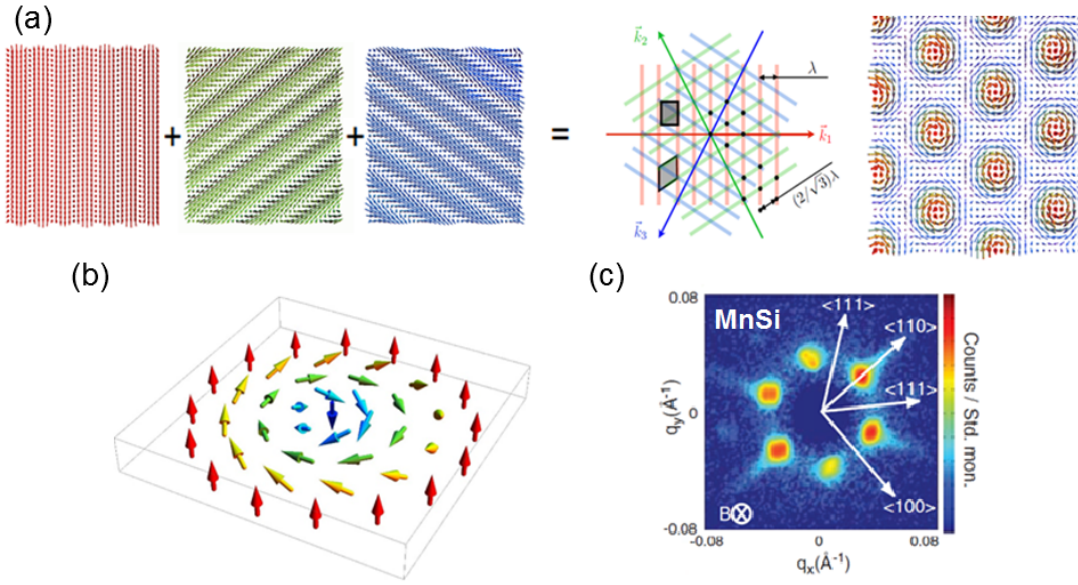 (a)
+
+
=
k⃗₂
λ
k⃗₁
(2/√3)λ
k⃗₃
(b)
(c)
0.08
MnSi
<111>
<110>
<111>
<100>
0
-0.08
B
-0.08
0
0.08
qy(Å-1)
qx(Å-1)
Counts / Std. mon.